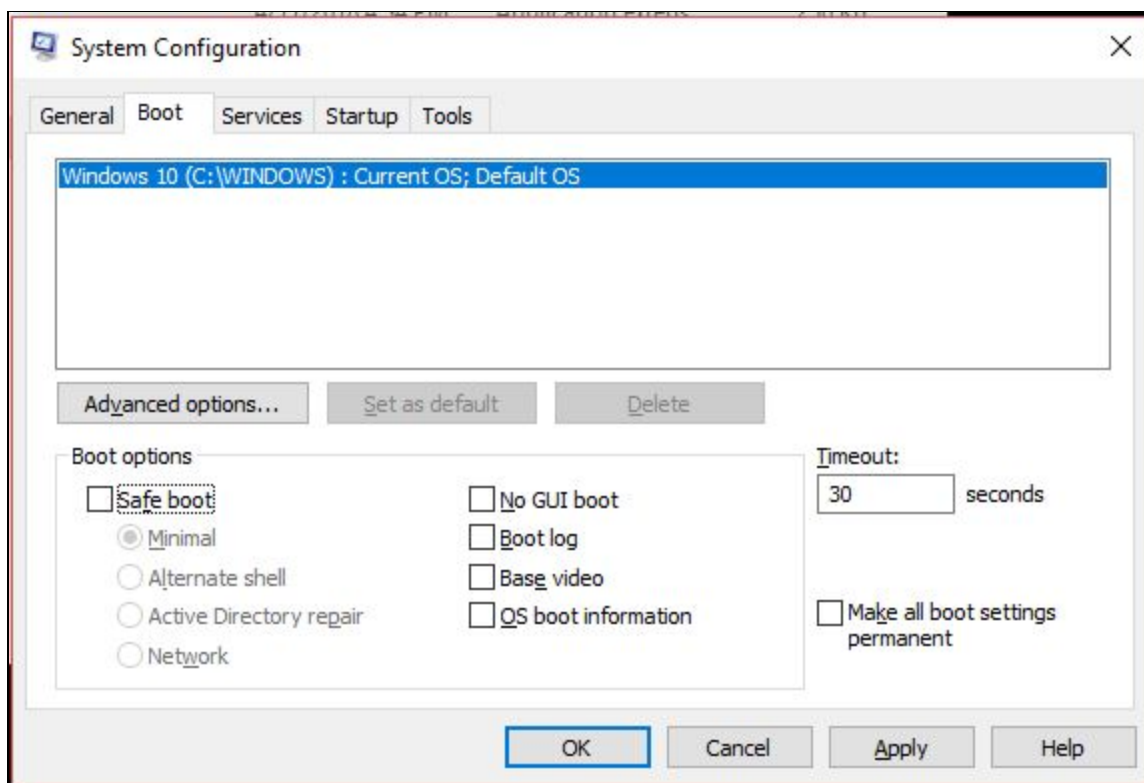 System Configuration
General Boot Services Startup Tools
Windows 10 (C:\WINDOWS) : Current OS; Default OS
Advanced options... Set as default Delete
Boot options Timeout:
Safe boot No GUI boot 30 seconds
Minimal Boot log
Alternate shell Base video
Active Directory repair OS boot information Make all boot settings
permanent
Network
OK Cancel Apply Help